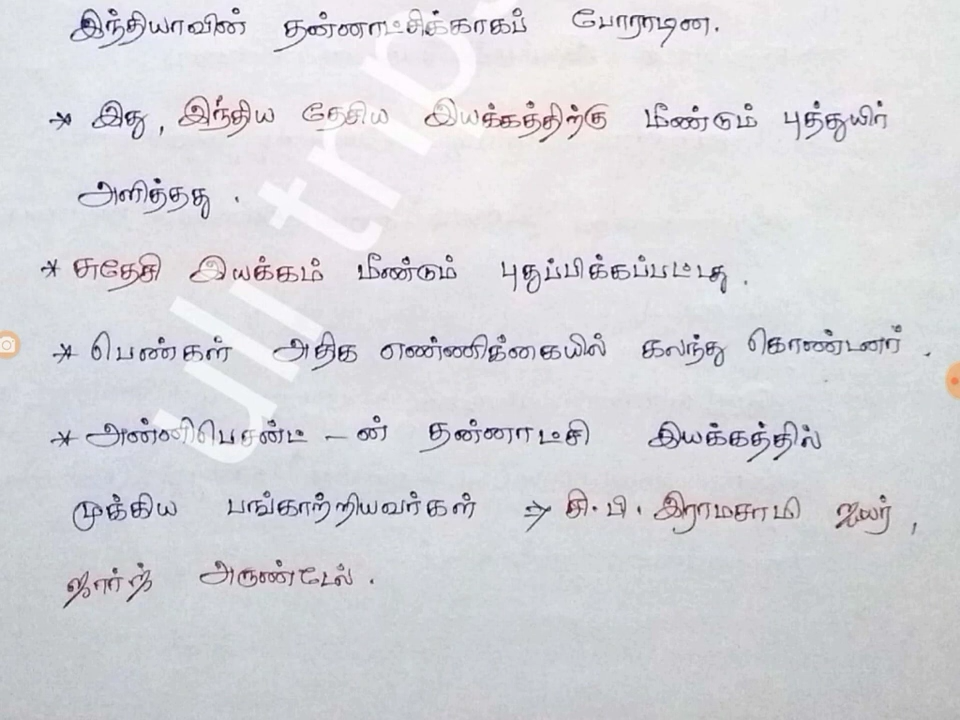 இந்தியாவின் தன்னாட்சிக்காகப் போராடின.
* இது, இந்திய தேசிய இயக்கத்திற்கு மீண்டும் புத்துயிர்
அளித்தது.
* சுதேசி இயக்கம் மீண்டும் புதுப்பிக்கப்பட்டது.
* பெண்கள் அதிக எண்ணிக்கையில் கலந்து கொண்டனர்.
* அன்னிபெசன்ட் - ன் தன்னாட்சி இயக்கத்தில்
முக்கிய பங்காற்றியவர்கள் => சி. பி. இராமசாமி ஐயர்,
ஜார்ஜ் அருண்டேல்.